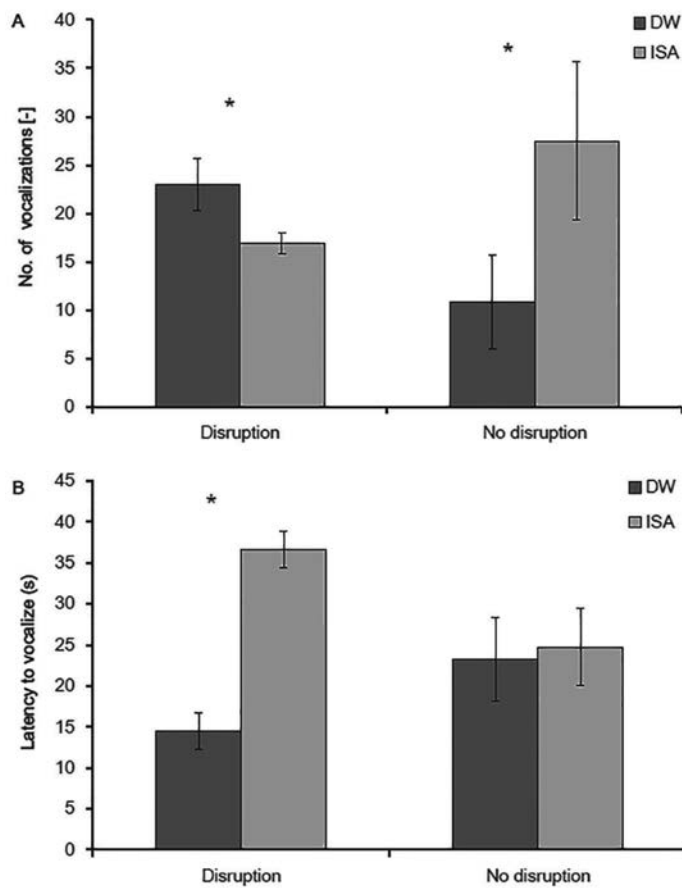 A
No. of vocalizations [-]
40
35
30
25
20
15
10
5
0
*
*
DW
ISA
Disruption
No disruption
B
Latency to vocalize (s)
45
40
35
30
25
20
15
10
5
0
*
DW
ISA
Disruption
No disruption